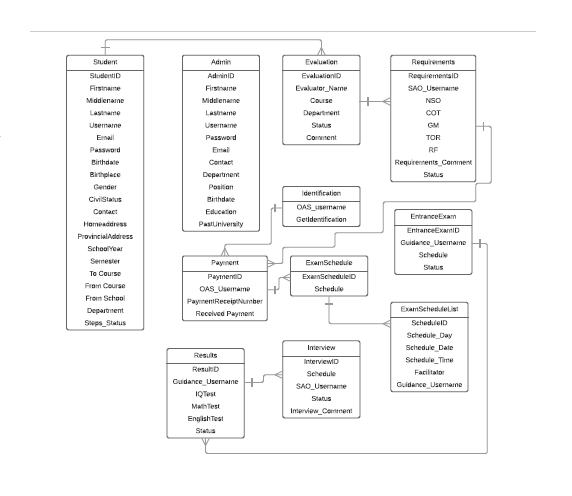 Student
StudentID
Firstname
Middlename
Lastname
Username
Email
Password
Birthdate
Birthplace
Gender
CivilStatus
Contact
Homeaddress
ProvincialAddress
SchoolYear
Semester
To Course
From Course
From School
Department
Steps_Status
Admin
AdminID
Firstname
Middlename
Lastname
Username
Password
Email
Contact
Department
Position
Birthdate
Education
PastUniversity
Evaluation
EvaluationID
Evaluator_Name
Course
Department
Status
Comment
Requirements
RequirementsID
SAO_Username
NSO
COT
GM
TOR
RF
Requirements_Comment
Status
Identification
OAS_username
GetIdentification
EntranceExam
EntranceExamID
Guidance_Username
Schedule
Status
Payment
PaymentID
OAS_Username
PaymentReceiptNumber
Received Payment
ExamSchedule
ExamScheduleID
Schedule
ExamScheduleList
ScheduleID
Schedule_Day
Schedule_Date
Schedule_Time
Facilitator
Guidance_Username
Results
ResultID
Guidance_Username
IQTest
MathTest
EnglishTest
Status
Interview
InterviewID
Schedule
SAO_Username
Status
Interview_Comment